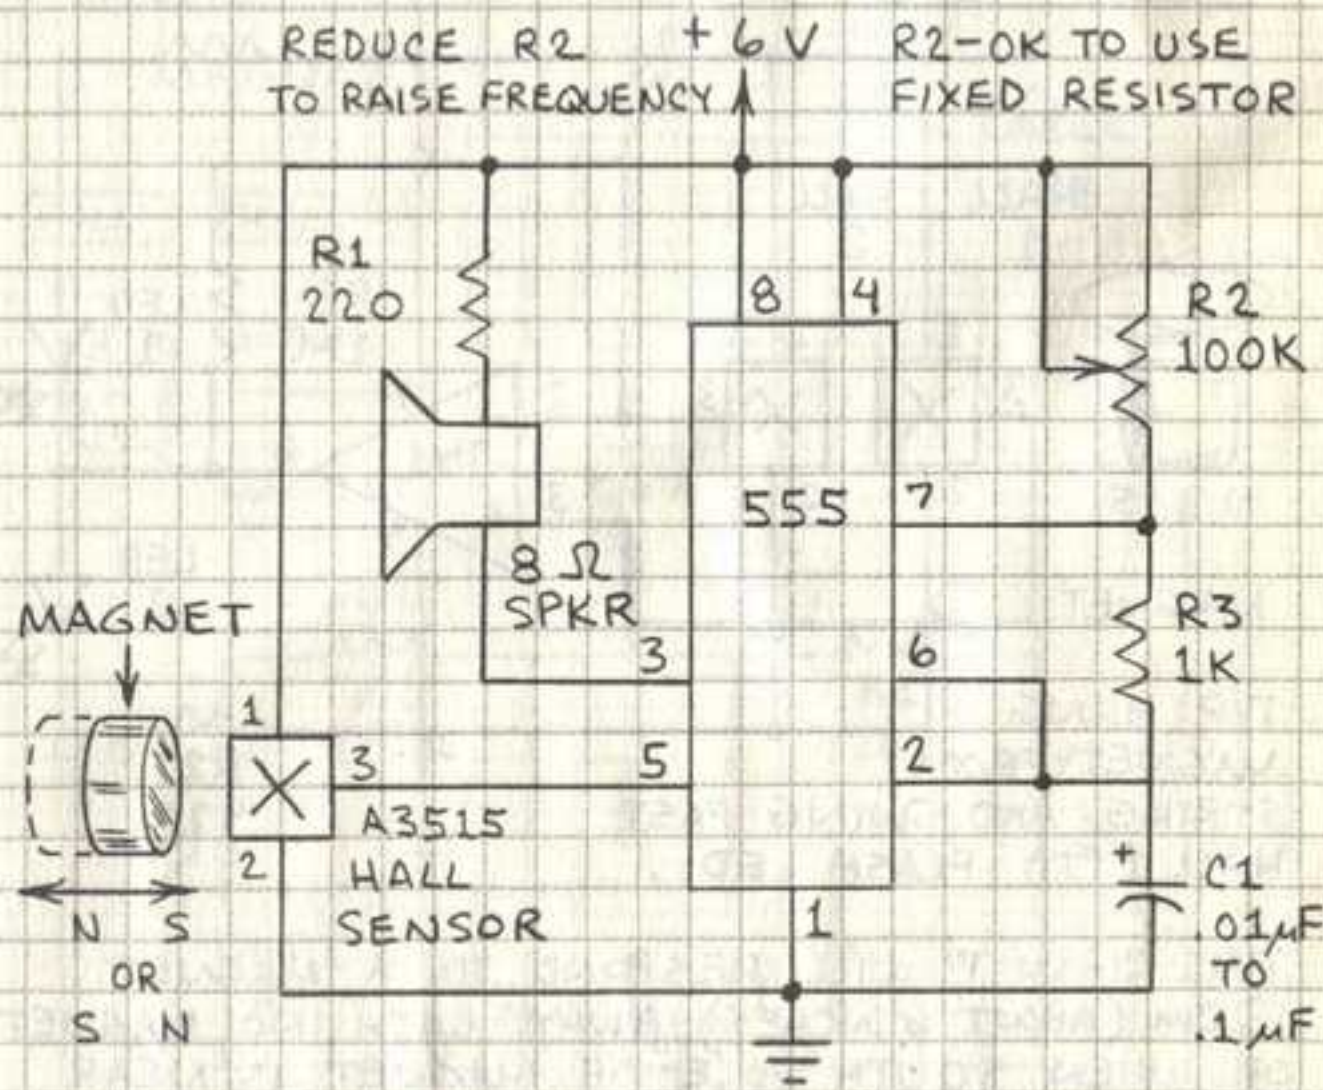 REDUCE R2
TO RAISE FREQUENCY
+6V
R2-OK TO USE
FIXED RESISTOR
R1
220
8
4
R2
100K
555
7
8 Ω
SPKR
3
6
R3
1K
MAGNET
1
3
5
2
A3515
HALL
SENSOR
2
+
C1
.01µF
TO
.1µF
1
N S
OR
S N